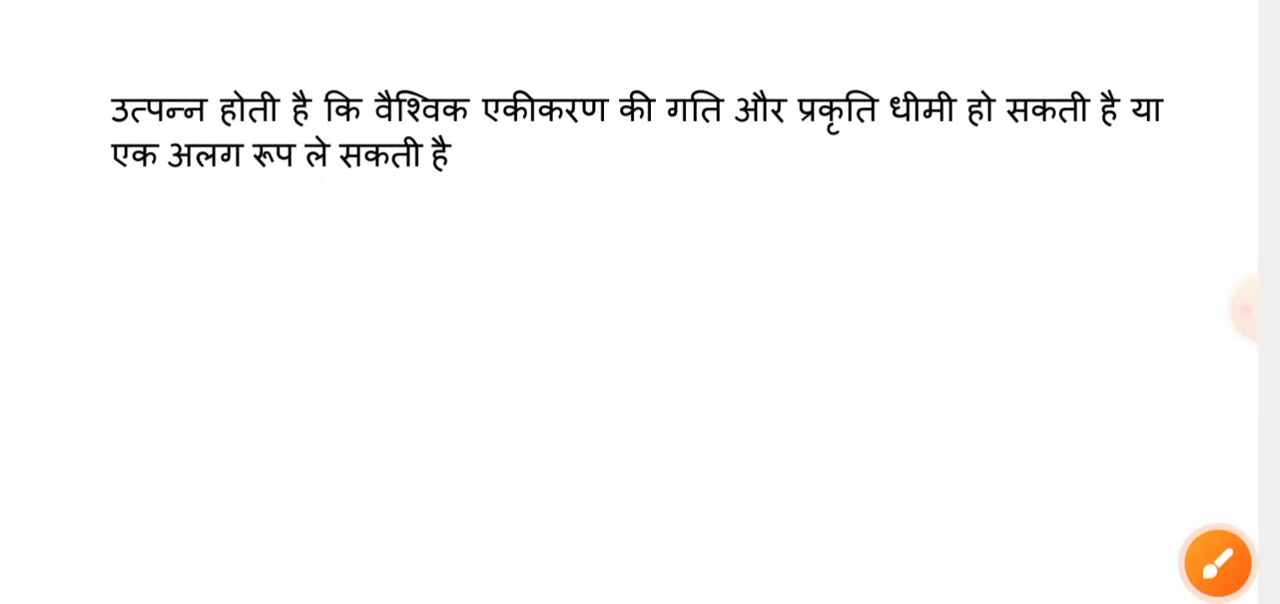 उत्पन्न होती है कि वैश्विक एकीकरण की गति और प्रकृति धीमी हो सकती है या
एक अलग रूप ले सकती है